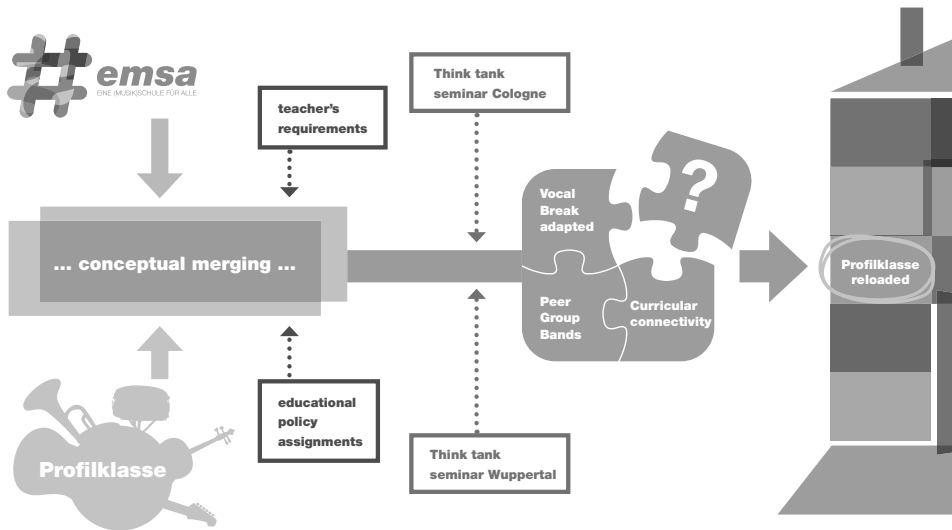 emsa
EINE (MUSIK)SCHULE FÜR ALLE
teacher's
requirements
Think tank
seminar Cologne
... conceptual merging ...
Vocal
Break
adapted
?
Peer
Group
Bands
Curricular
connectivity
Profilklasse
reloaded
Profilklasse
educational
policy
assignments
Think tank
seminar Wuppertal